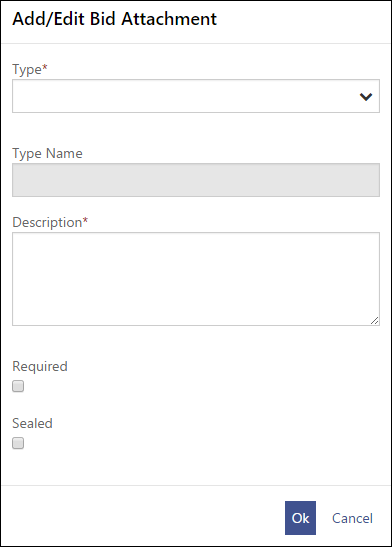 Add/Edit Bid Attachment
Type*
Type Name
Description*
Required
Sealed
Ok Cancel